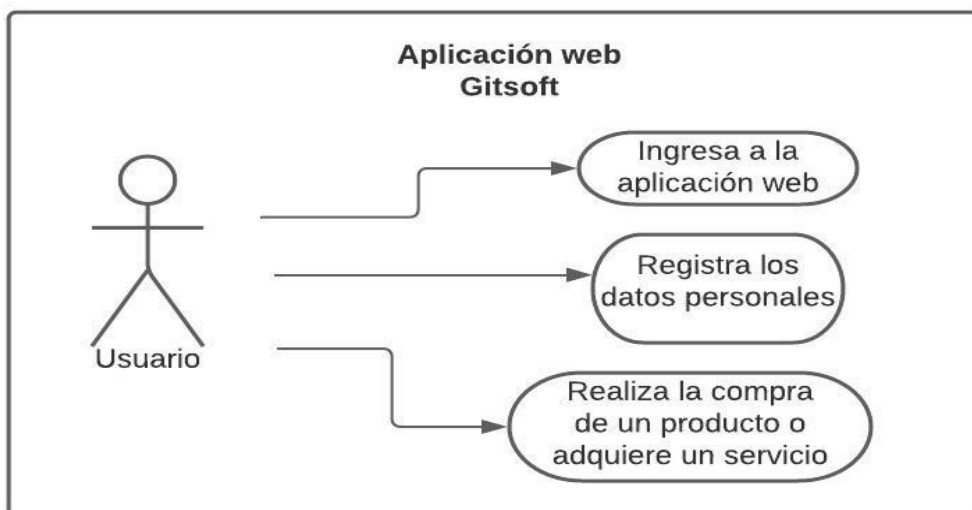 Aplicación web
Gitsoft
Ingresa a la
aplicación web
Registra los
datos personales
Usuario
Realiza la compra
de un producto o
adquiere un servicio